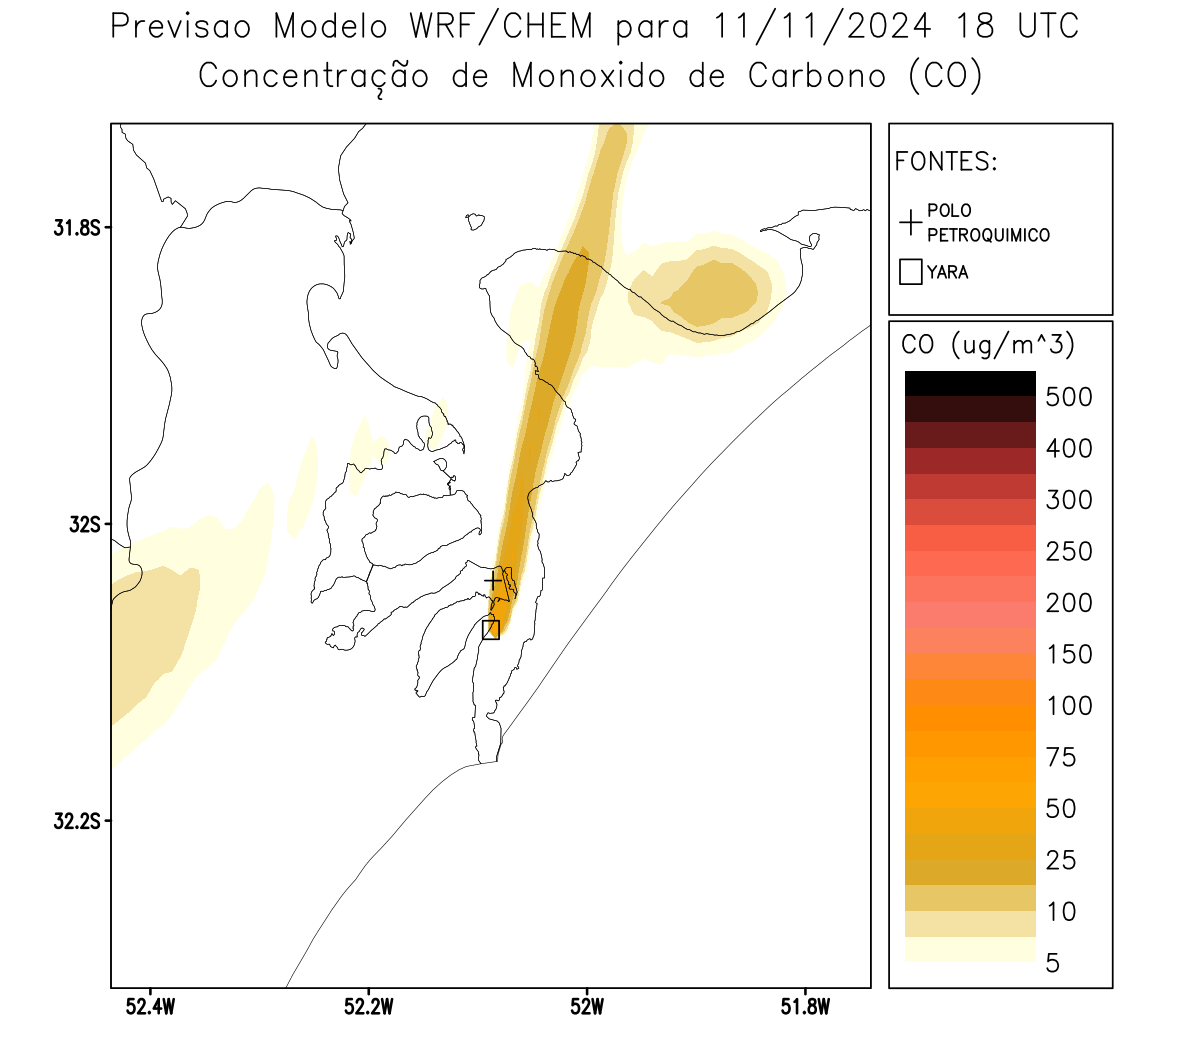 Previsao Modelo WRF/CHEM para 11/11/2024 18 UTC
Concentração de Monoxido de Carbono (CO)
FONTES:
POLO
PETROQUIMICO
YARA
CO (ug/m^3)
500
400
300
250
200
150
100
75
50
25
10
5
31.8S
32S
32.2S
52.4W
52.2W
52W
51.8W